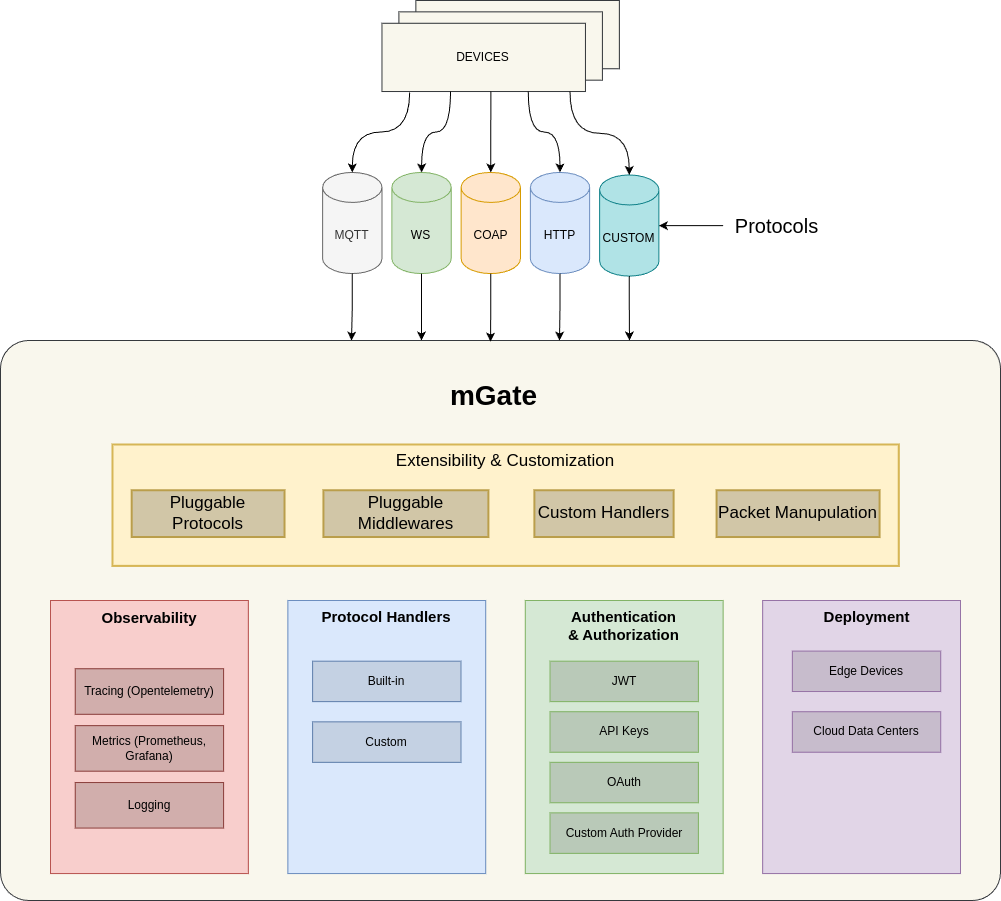 DEVICES
MQTT
WS
COAP
HTTP
CUSTOM
Protocols
mGate
Extensibility & Customization
Pluggable
Protocols
Pluggable
Middlewares
Custom Handlers
Packet Manupulation
Observability
Tracing (Opentelemetry)
Metrics (Prometheus,
Grafana)
Logging
Protocol Handlers
Built-in
Custom
Authentication
& Authorization
JWT
API Keys
OAuth
Custom Auth Provider
Deployment
Edge Devices
Cloud Data Centers